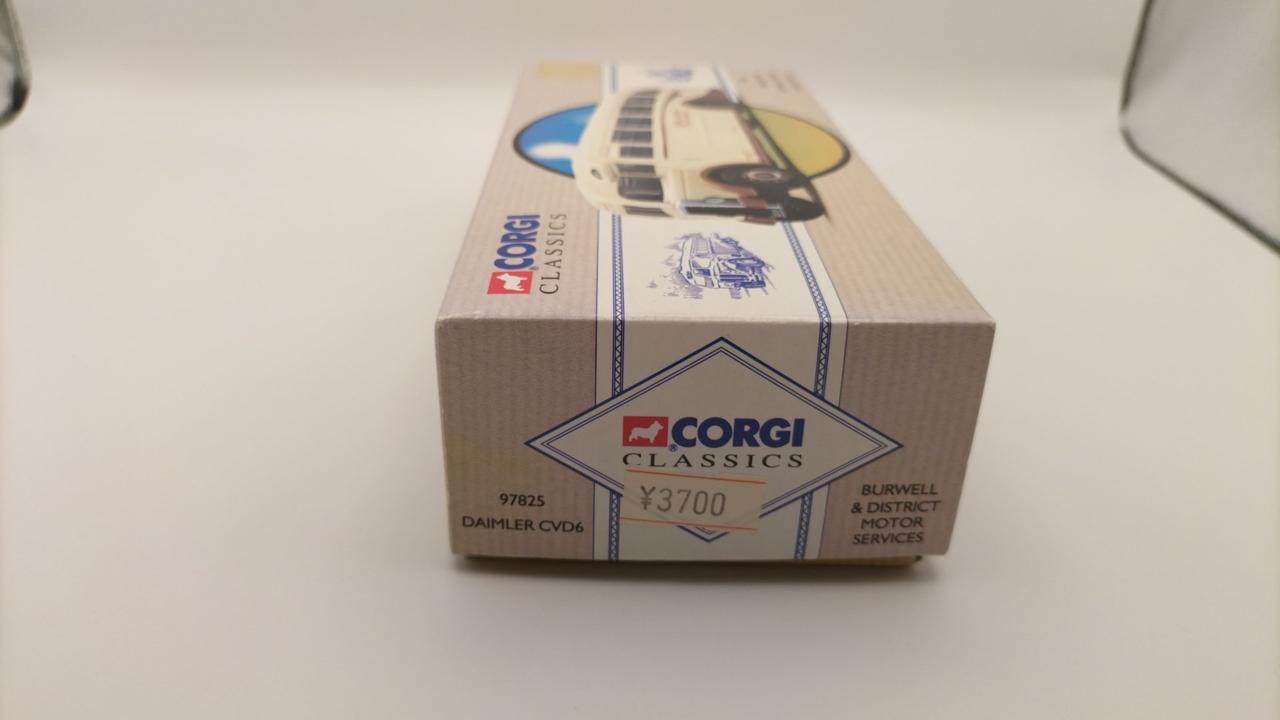 CORGI
CLASSICS
CORGI
CLASSICS
¥3700
97825
DAIMLER CVD6
BURWELL
& DISTRICT
MOTOR
SERVICES